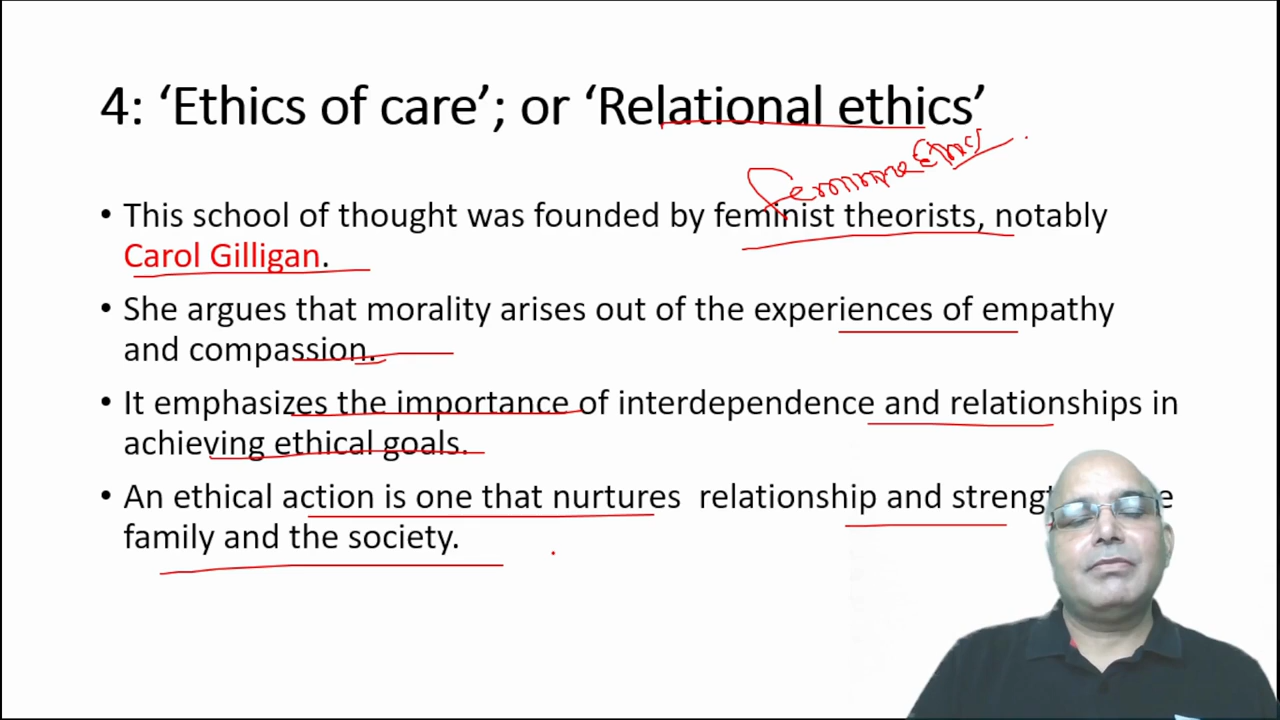 4: ‘Ethics of care’; or ‘Relational ethics’
Feminine Ethics
• This school of thought was founded by feminist theorists, notably
Carol Gilligan.
• She argues that morality arises out of the experiences of empathy
and compassion.
• It emphasizes the importance of interdependence and relationships in
achieving ethical goals.
• An ethical action is one that nurtures relationship and
family and the society.